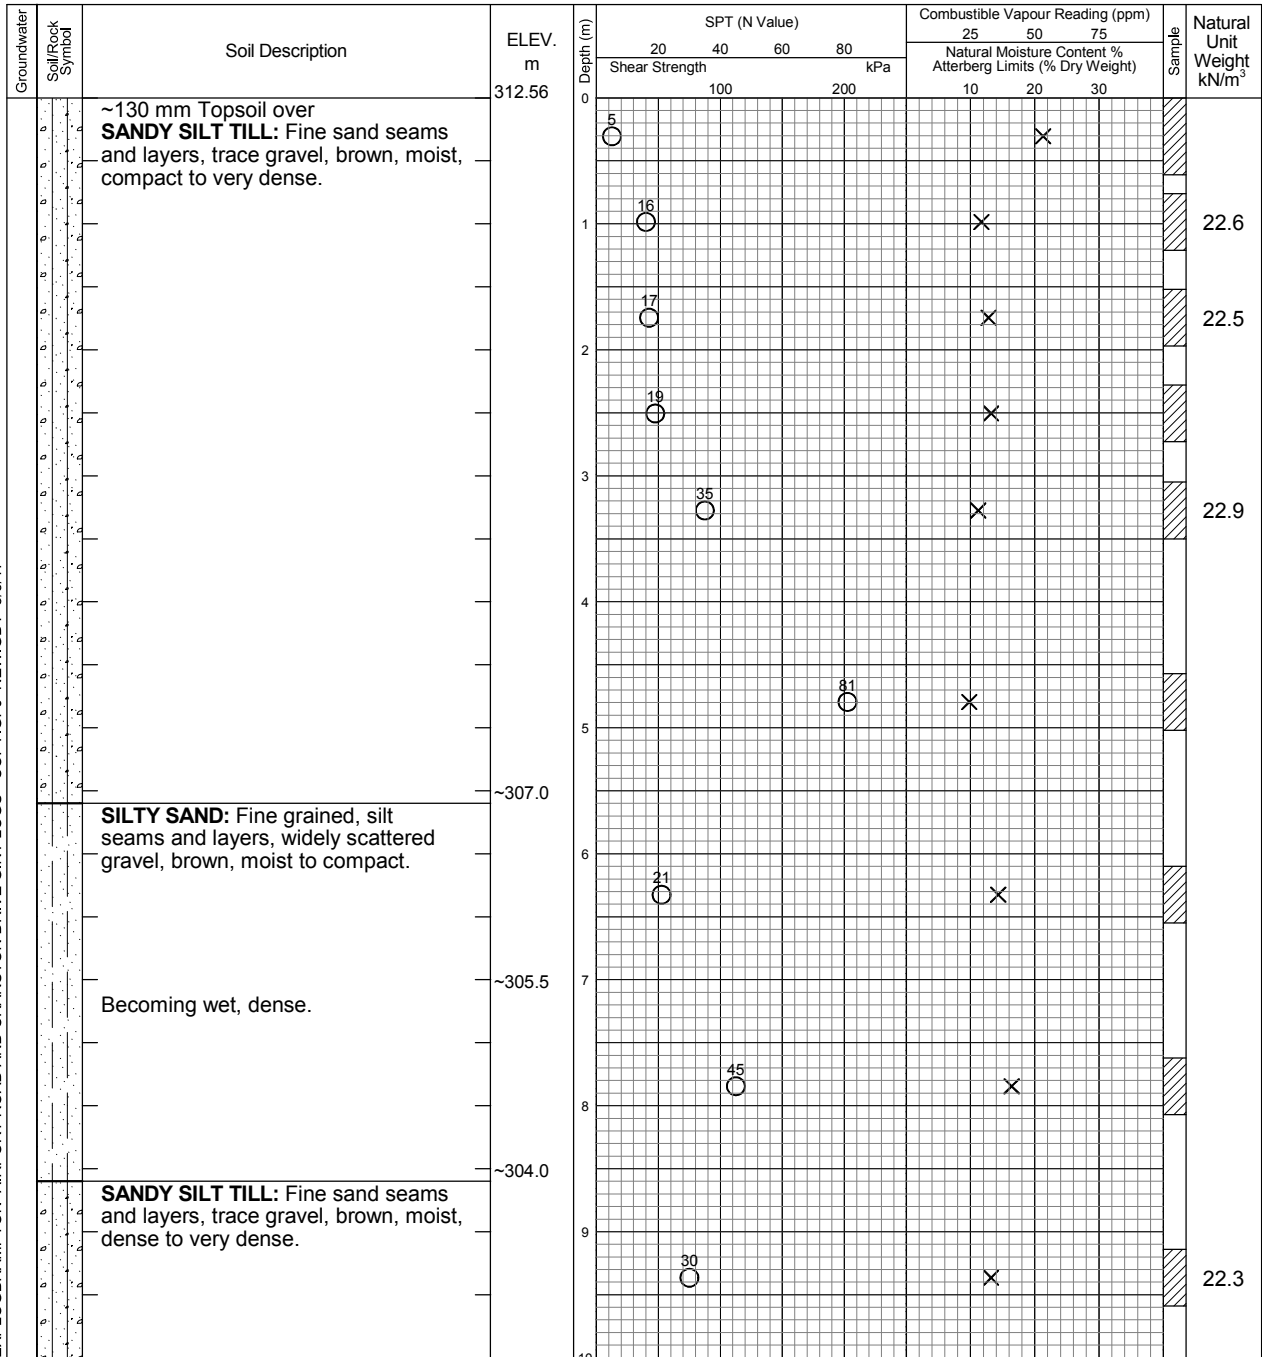 Groundwater
Soil/Rock
Symbol
Soil Description
ELEV.
m
312.56
Depth (m)
SPT (N Value)
20 40 60 80
Shear Strength kPa
100 200
Combustible Vapour Reading (ppm)
25 50 75
Natural Moisture Content %
Atterberg Limits (% Dry Weight)
10 20 30
Sample
Natural
Unit
Weight
kN/m³
0
~130 mm Topsoil over
SANDY SILT TILL: Fine sand seams
and layers, trace gravel, brown, moist,
compact to very dense.
5
16
1
22.6
17
22.5
2
19
3
35
22.9
4
81
5
~307.0
SILTY SAND: Fine grained, silt
seams and layers, widely scattered
gravel, brown, moist to compact.
6
21
~305.5
7
Becoming wet, dense.
45
8
~304.0
SANDY SILT TILL: Fine sand seams
and layers, trace gravel, brown, moist,
dense to very dense.
9
30
22.3